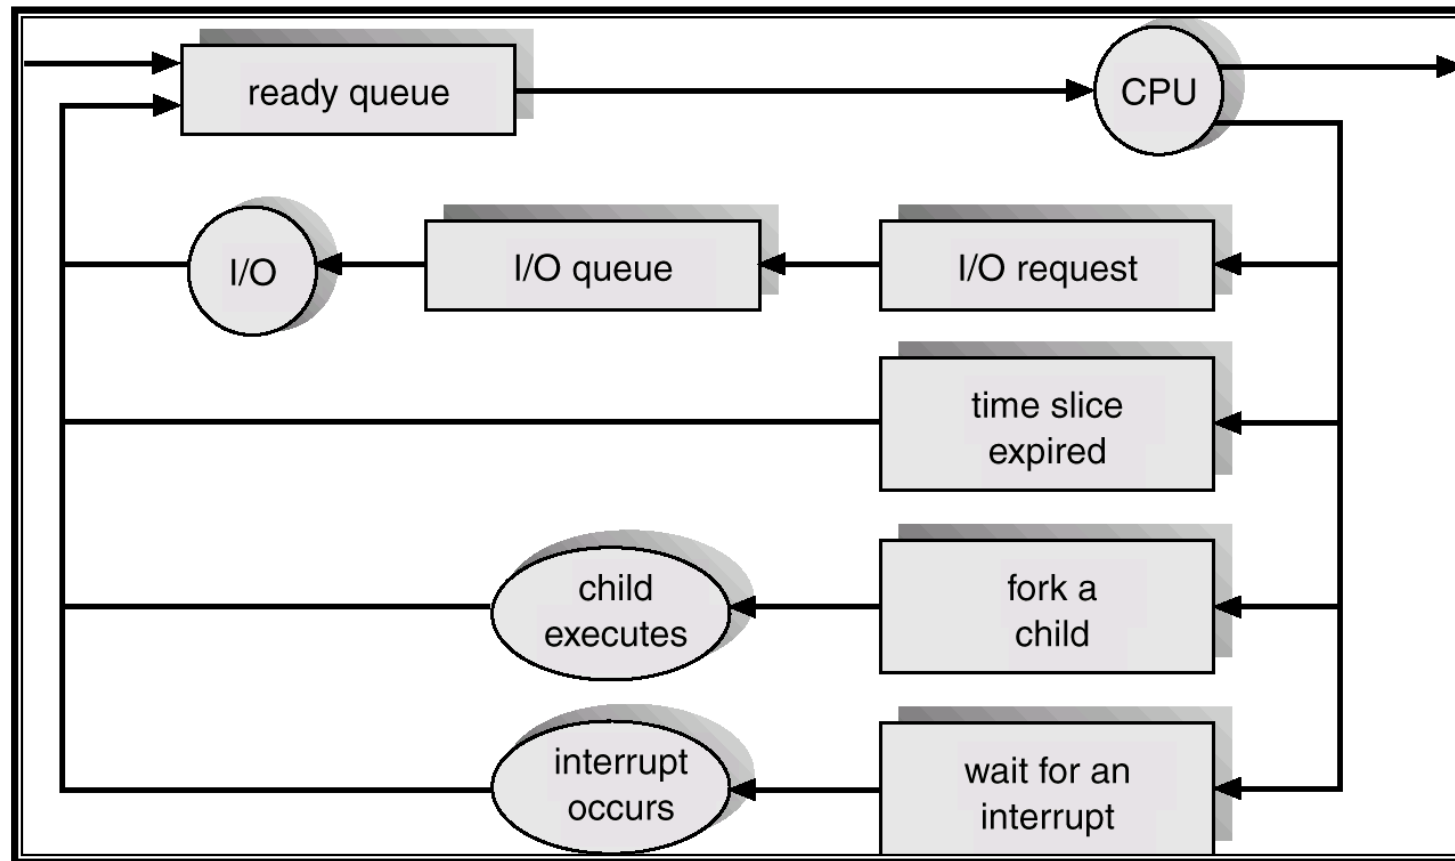 ready queue
CPU
I/O
I/O queue
I/O request
time slice
expired
child
executes
fork a
child
interrupt
occurs
wait for an
interrupt